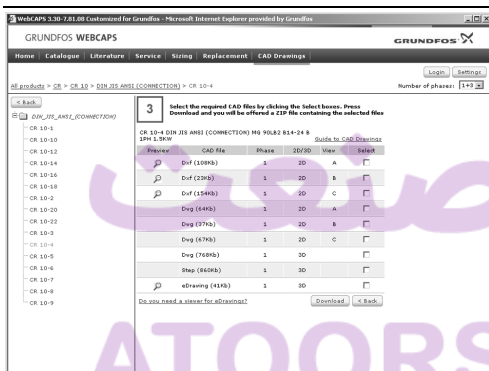 WebCAPS 3.30-7.81.08 Customized for Grundfos - Microsoft Internet Explorer provided by Grundfos
GRUNDFOS WEBCAPS
GRUNDFOS
Home Catalogue Literature Service Sizing Replacement CAD Drawings
Login Settings
All products > CR > CR 10 > DIN JIS ANSI (CONNECTION) > CR 10-4
Number of phases: 1+3
< Back
DIN_JIS_ANSI_(CONNECTION)
CR 10-1
CR 10-10
CR 10-12
CR 10-14
CR 10-16
CR 10-18
CR 10-2
CR 10-20
CR 10-22
CR 10-3
CR 10-4
CR 10-5
CR 10-6
CR 10-7
CR 10-8
CR 10-9
3
Select the required CAD files by clicking the Select boxes. Press
Download and you will be offered a ZIP file containing the selected files
CR 10-4 DIN JIS ANSI (CONNECTION) MG 90LB2 B14-24 B
1PH 1.5KW
Guide to CAD Drawings
Preview CAD file Phase 2D/3D View Select
Dxf (108Kb) 1 2D A
Dxf (23Kb) 1 2D B
Dxf (154Kb) 1 2D C
Dwg (64Kb) 1 2D A
Dwg (37Kb) 1 2D B
Dwg (67Kb) 1 2D C
Dwg (768Kb) 1 3D
Step (860Kb) 1 3D
eDrawing (41Kb) 1 3D
Do you need a viewer for eDrawings?
Download < Back
صنعت
ATOORS